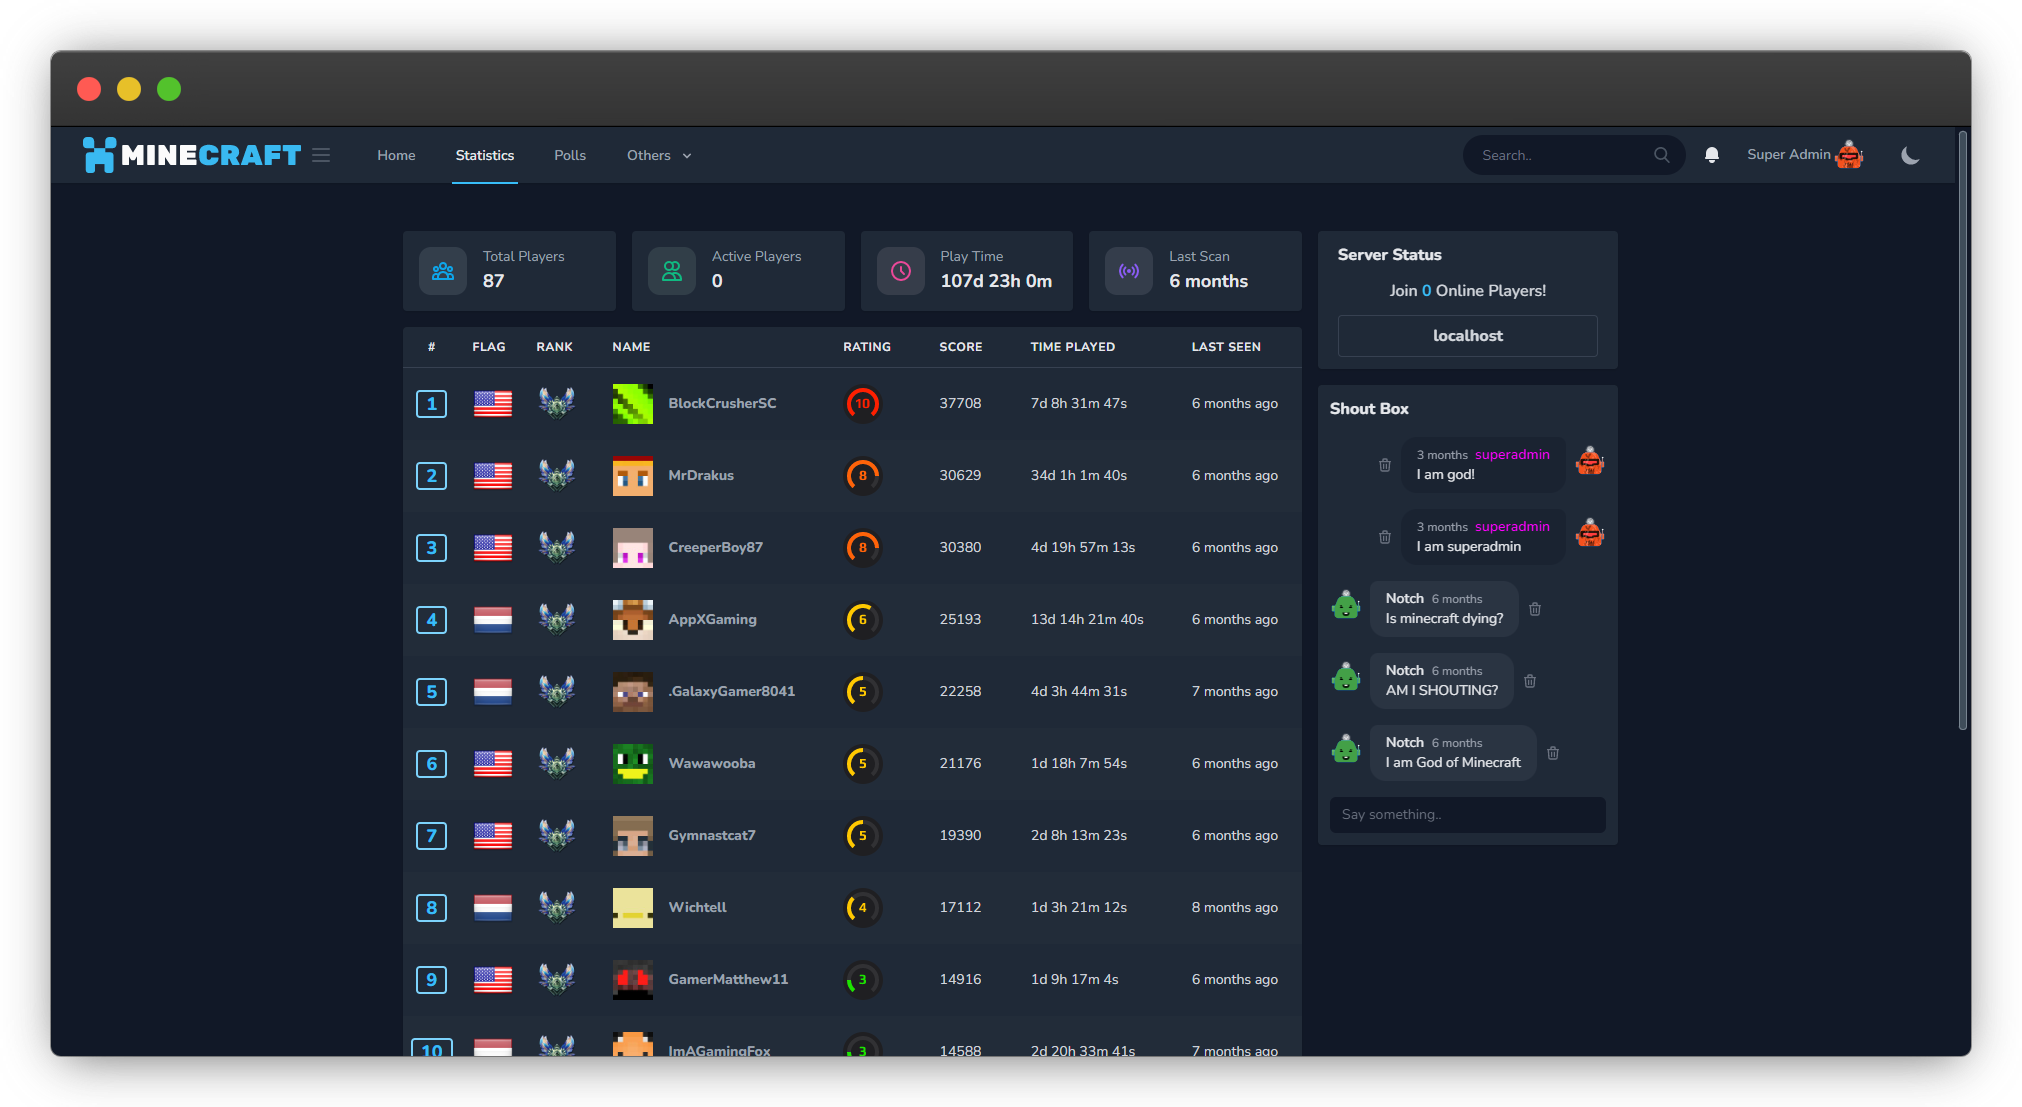 MINECRAFT
Home Statistics Polls Others
Search..
Super Admin
Total Players
87
Active Players
0
Play Time
107d 23h 0m
Last Scan
6 months
# FLAG RANK NAME RATING SCORE TIME PLAYED LAST SEEN
1 BlockCrusherSC 10 37708 7d 8h 31m 47s 6 months ago
2 MrDrakus 8 30629 34d 1h 1m 40s 6 months ago
3 CreeperBoy87 8 30380 4d 19h 57m 13s 6 months ago
4 AppXGaming 6 25193 13d 14h 21m 40s 6 months ago
5 .GalaxyGamer8041 5 22258 4d 3h 44m 31s 7 months ago
6 Wawawooba 5 21176 1d 18h 7m 54s 6 months ago
7 Gymnastcat7 5 19390 2d 8h 13m 23s 6 months ago
8 Wichtell 4 17112 1d 3h 21m 12s 8 months ago
9 GamerMatthew11 3 14916 1d 9h 17m 4s 6 months ago
10 ImAGamingFox 3 14588 2d 20h 33m 41s 7 months ago
Server Status
Join 0 Online Players!
localhost
Shout Box
3 months superadmin
I am god!
3 months superadmin
I am superadmin
Notch 6 months
Is minecraft dying?
Notch 6 months
AM I SHOUTING?
Notch 6 months
I am God of Minecraft
Say something..